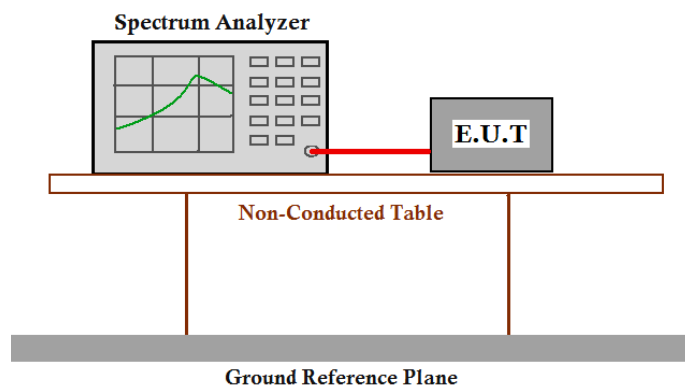 Spectrum Analyzer
E.U.T
Non-Conducted Table
Ground Reference Plane